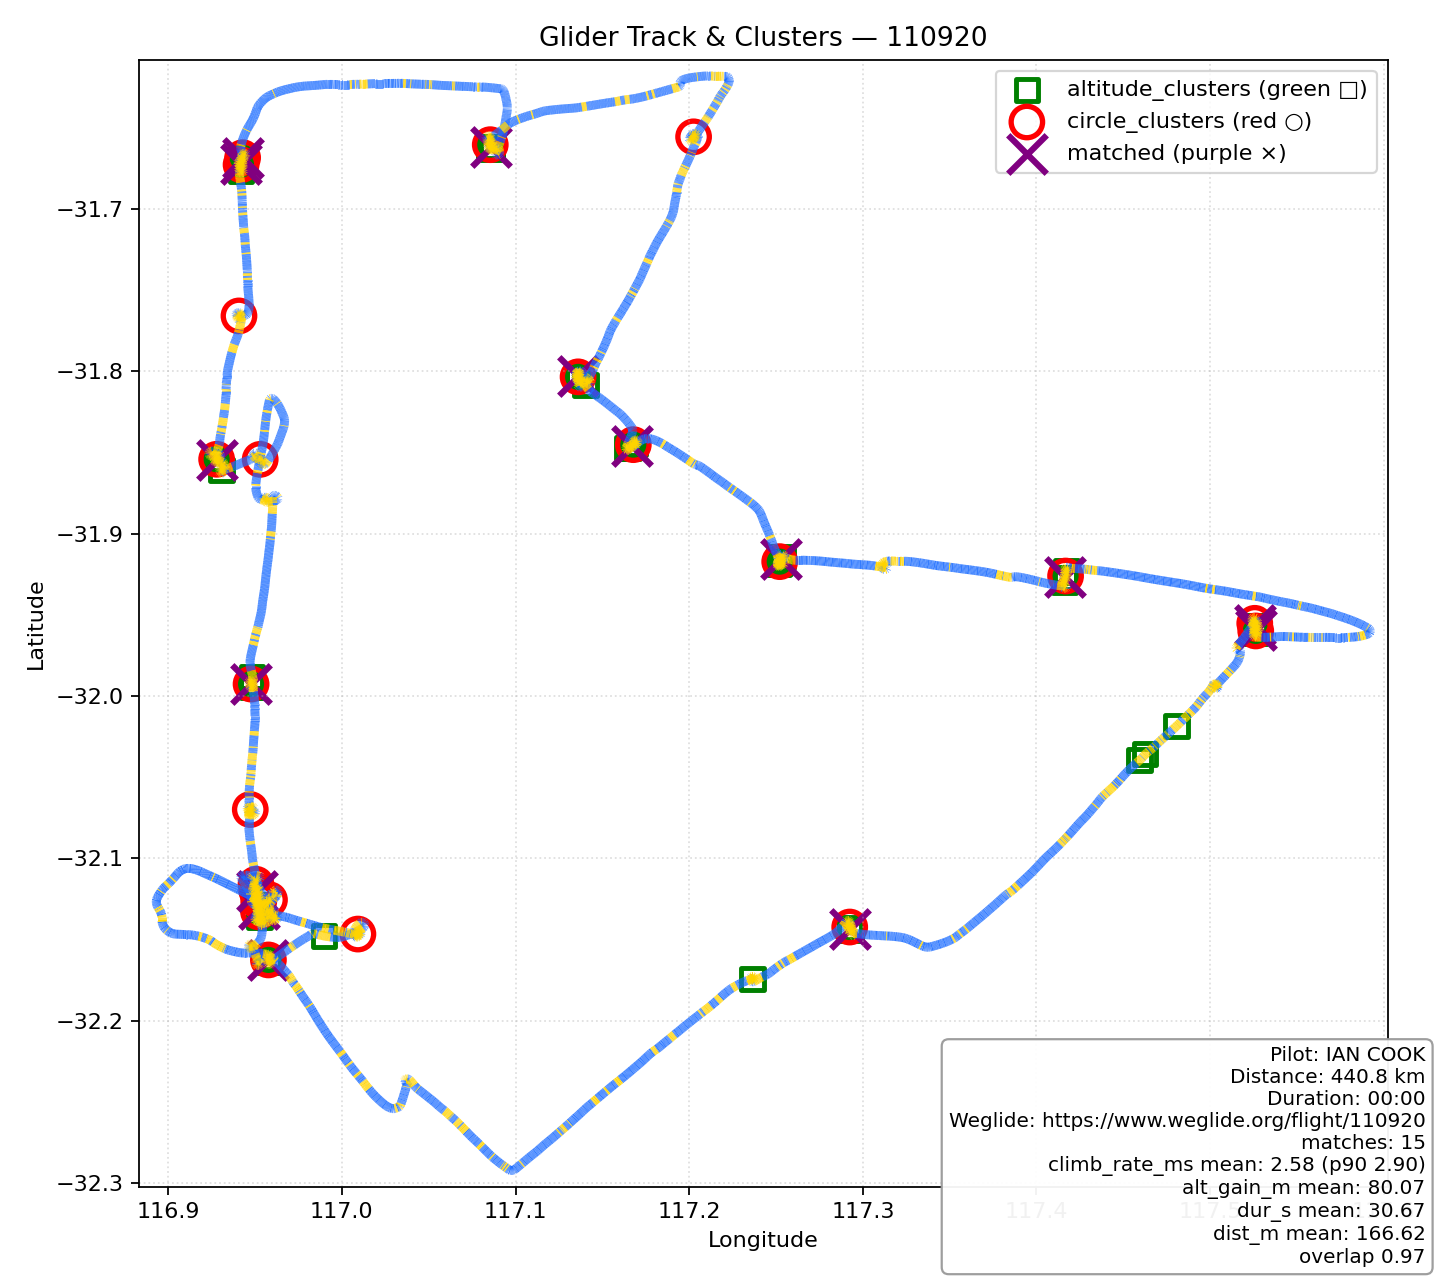 Glider Track & Clusters — 110920
altitude_clusters (green □)
circle_clusters (red ○)
matched (purple ×)
−31.7
−31.8
−31.9
−32.0
−32.1
−32.2
−32.3
Latitude
116.9
117.0
117.1
117.2
117.3
117.4
117.5
Longitude
Pilot: IAN COOK
Distance: 440.8 km
Duration: 00:00
Weglide: https://www.weglide.org/flight/110920
matches: 15
climb_rate_ms mean: 2.58 (p90 2.90)
alt_gain_m mean: 80.07
dur_s mean: 30.67
dist_m mean: 166.62
overlap 0.97